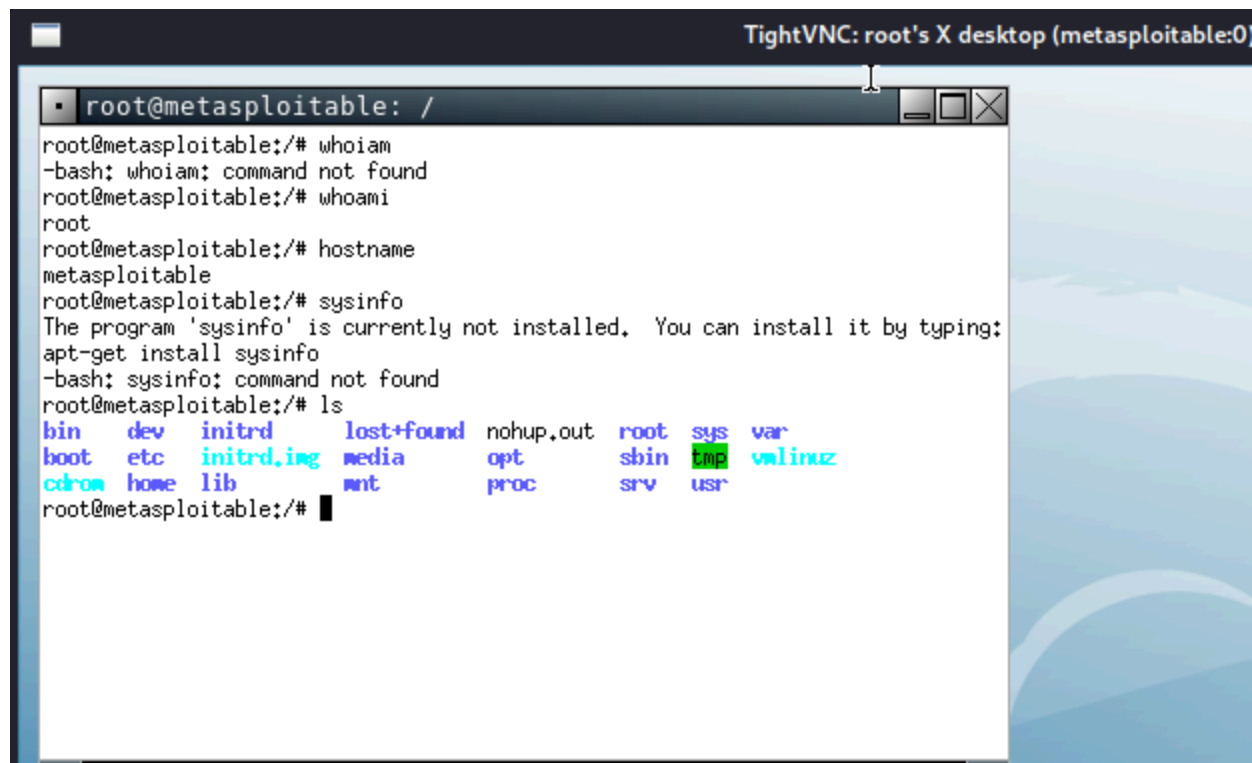 TightVNC: root's X desktop (metasploitable:0)
root@metasploitable: /
root@metasploitable:/# whoiam
-bash: whoiam: command not found
root@metasploitable:/# whoami
root
root@metasploitable:/# hostname
metasploitable
root@metasploitable:/# sysinfo
The program 'sysinfo' is currently not installed.  You can install it by typing:
apt-get install sysinfo
-bash: sysinfo: command not found
root@metasploitable:/# ls
bin    dev   initrd      lost+found  nohup.out  root  sys  var
boot   etc   initrd.img  media       opt        sbin  tmp  vmlinuz
cdrom  home  lib         mnt         proc       srv   usr
root@metasploitable:/#